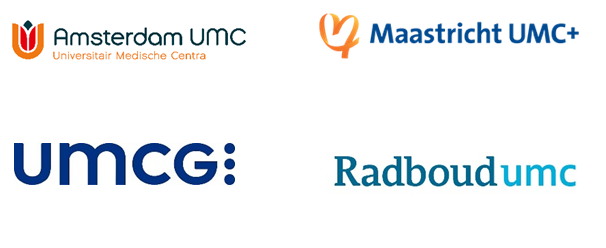 Amsterdam UMC
Universitair Medische Centra
Maastricht UMC+
umcg
Radboudumc